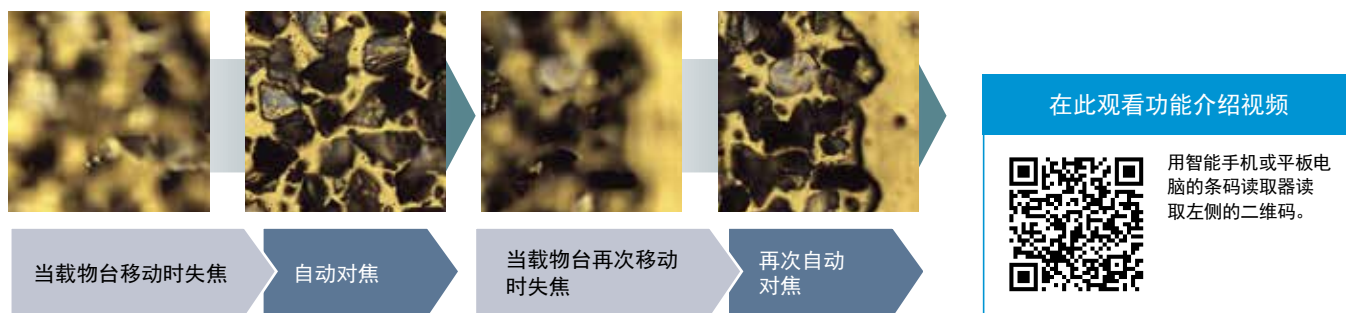 当载物台移动时失焦
自动对焦
当载物台再次移动
时失焦
再次自动
对焦
在此观看功能介绍视频
用智能手机或平板电
脑的条码读取器读
取左侧的二维码。